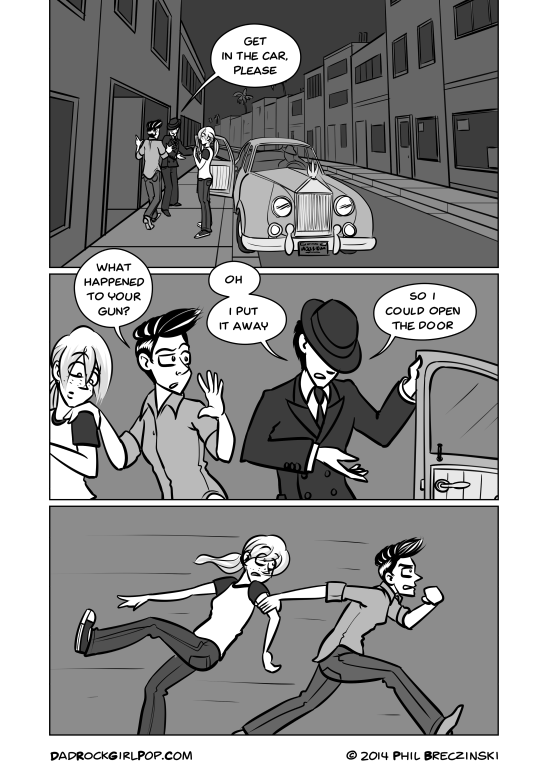 GET
IN THE CAR,
PLEASE
WHAT
HAPPENED
TO YOUR
GUN?
OH
I PUT
IT AWAY
SO I
COULD OPEN
THE DOOR
DADROCKGIRLPOP.COM
© 2014 PHIL BRECZINSKI